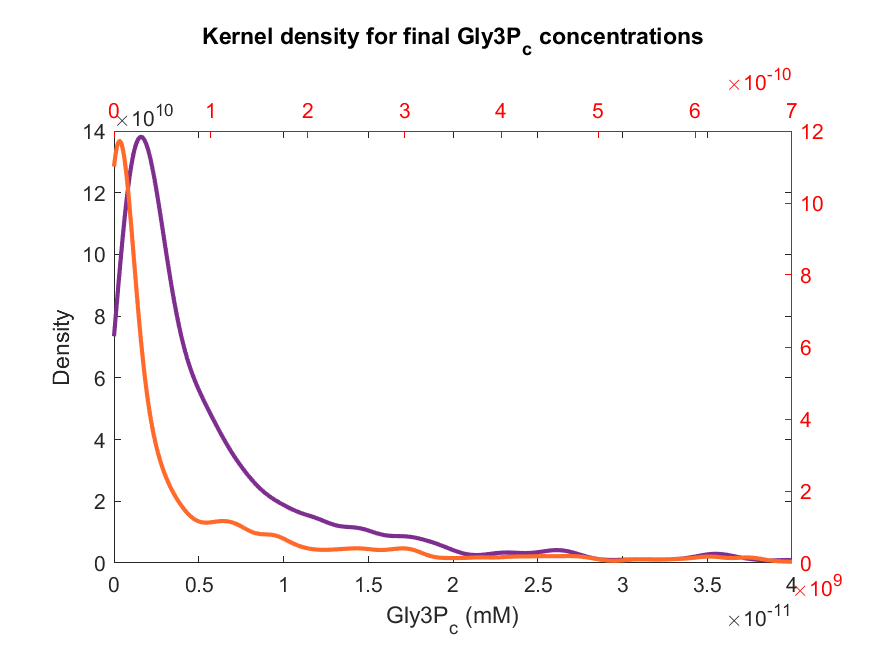 Kernel density for final Gly3P_c concentrations
×10^-10
0 1 2 3 4 5 6 7
×10^10
14 12
12 10
10 8
8 6
6 4
4 2
2 0
0
Density
0 0.5 1 1.5 2 2.5 3 3.5 4
×10^9
Gly3P_c (mM)
×10^-11